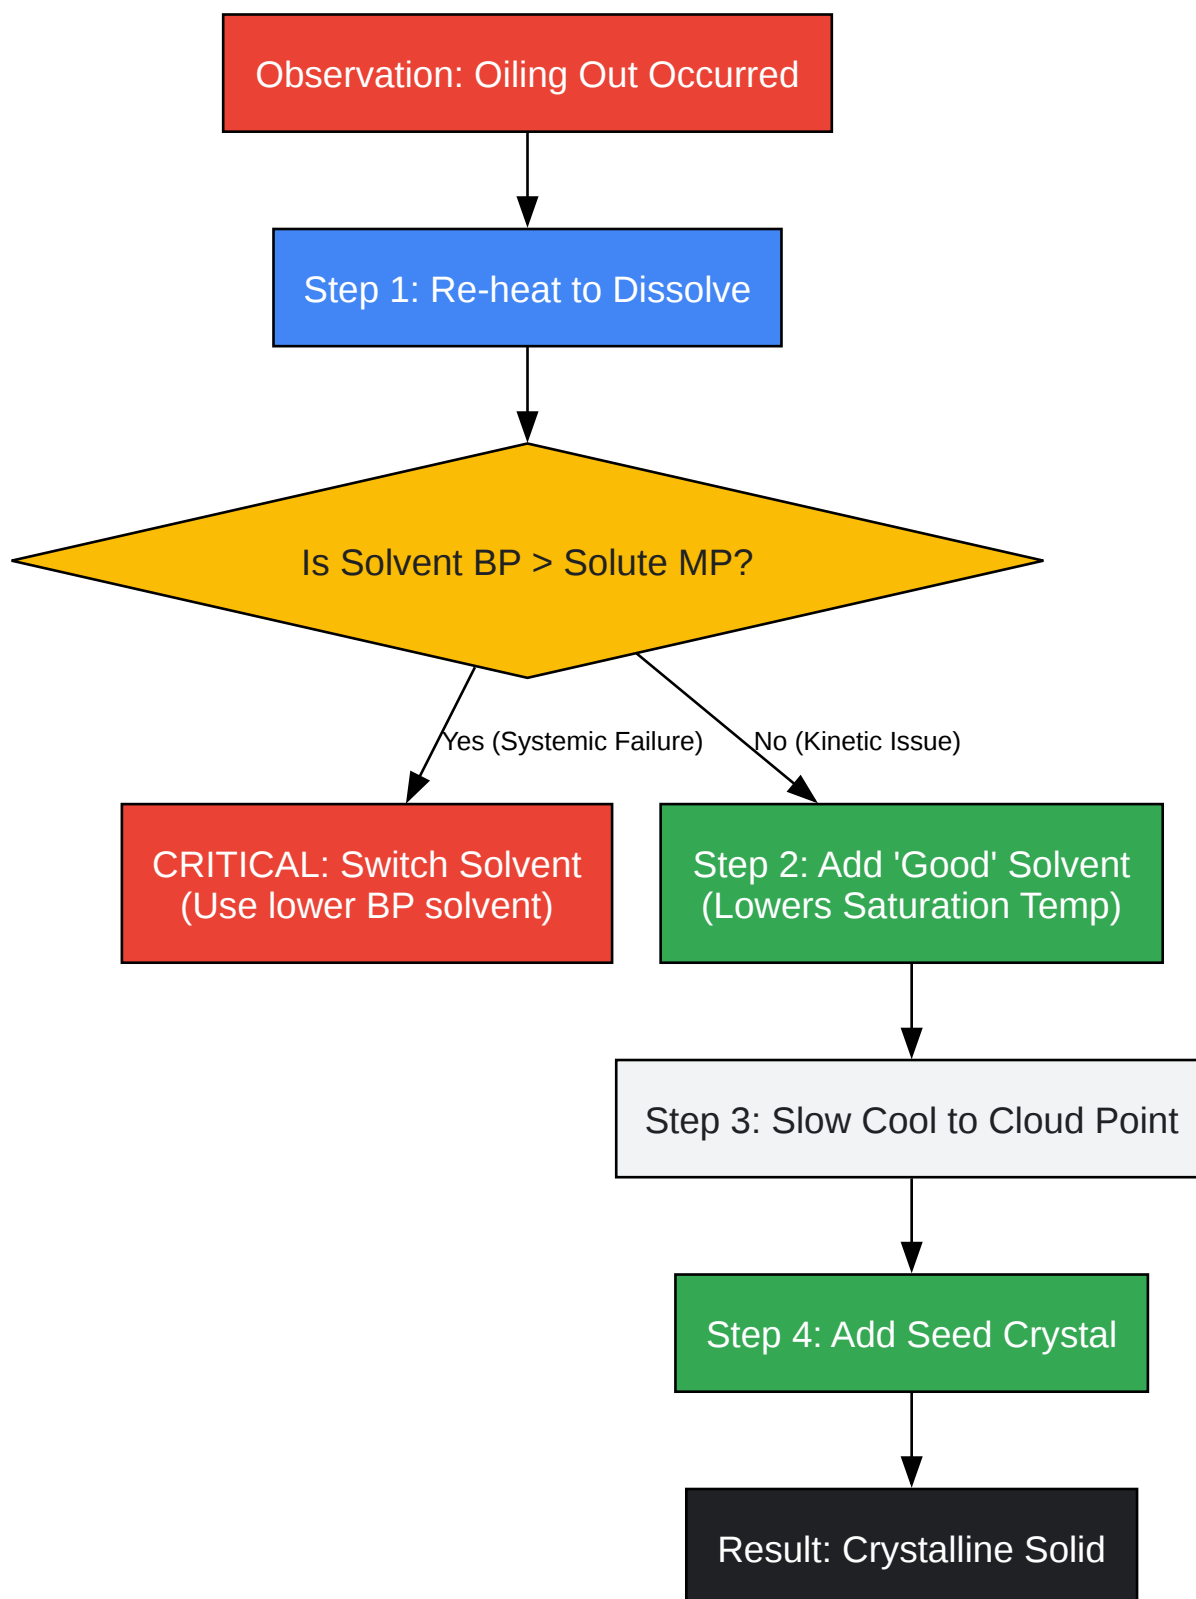 Observation: Oiling Out Occurred
Step 1: Re-heat to Dissolve
Is Solvent BP > Solute MP?
Yes (Systemic Failure)
No (Kinetic Issue)
CRITICAL: Switch Solvent
(Use lower BP solvent)
Step 2: Add 'Good' Solvent
(Lowers Saturation Temp)
Step 3: Slow Cool to Cloud Point
Step 4: Add Seed Crystal
Result: Crystalline Solid